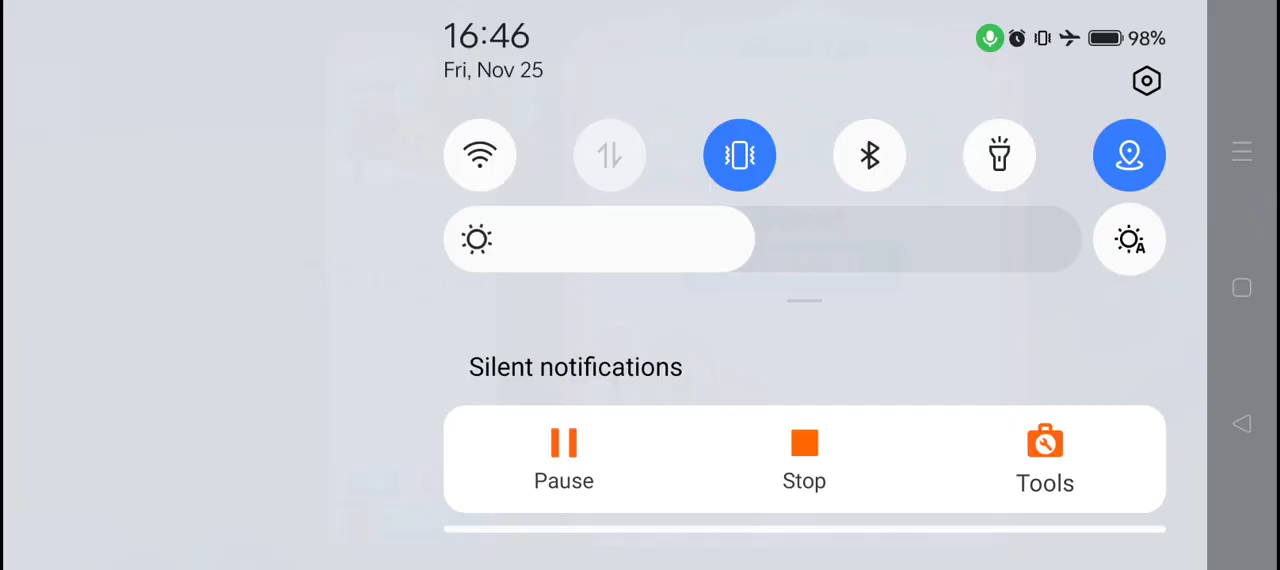 16:46
98%
Fri, Nov 25
A
Silent notifications
Pause
Stop
Tools